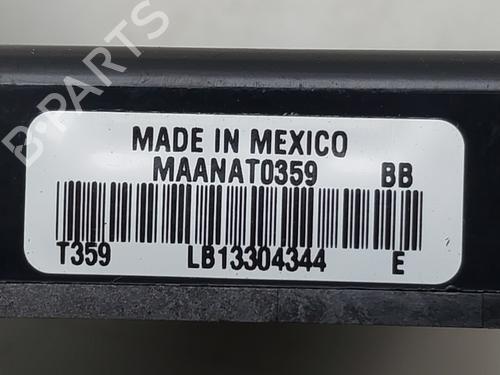 MADE IN MEXICO
MAANAT0359 BB
T359 LB13304344 E
B-PARTS